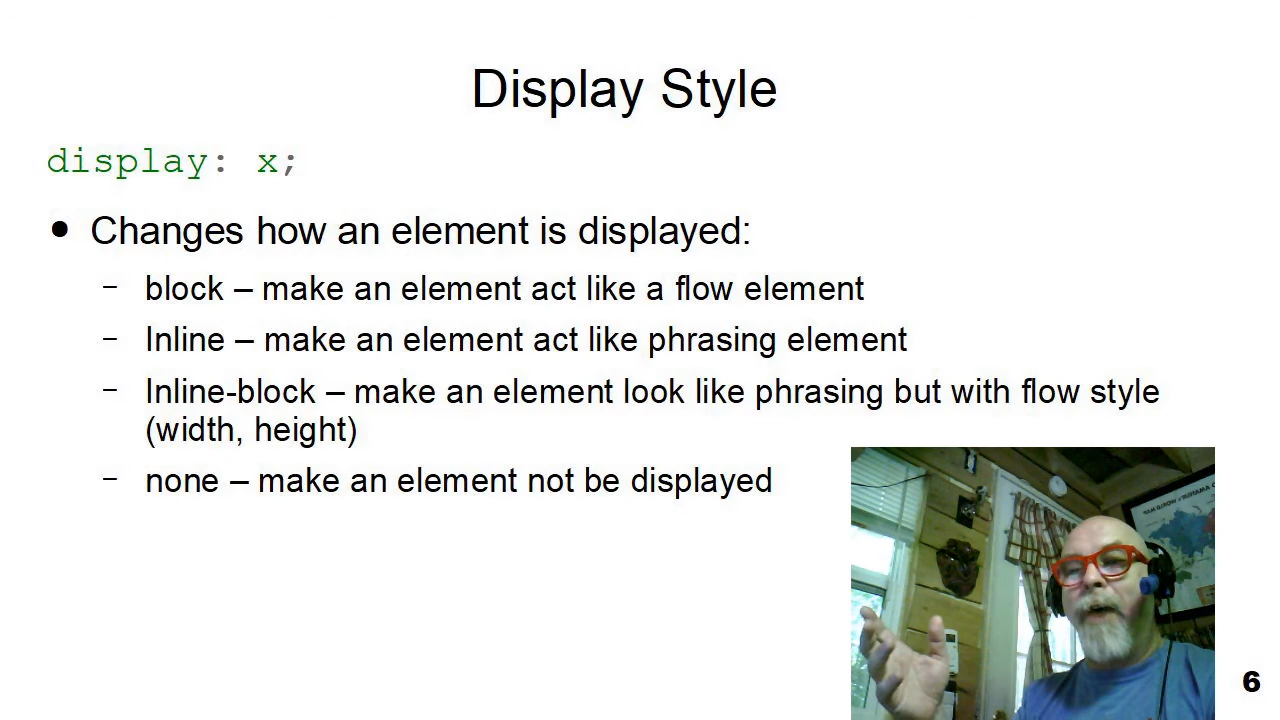 Display Style
display: x;
● Changes how an element is displayed:
– block – make an element act like a flow element
– Inline – make an element act like phrasing element
– Inline-block – make an element look like phrasing but with flow style
(width, height)
– none – make an element not be displayed
6